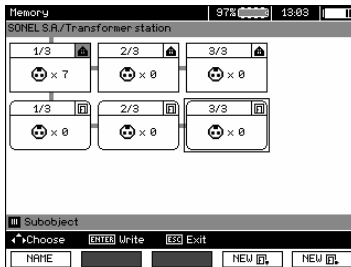 Memory 97% 13:03
SONEL S.A./Transformer station
1/3 2/3 3/3
× 7 × 0 × 0
1/3 2/3 3/3
× 0 × 0 × 0
Subobject
Choose ENTER Write ESC Exit
NAME NEW NEW